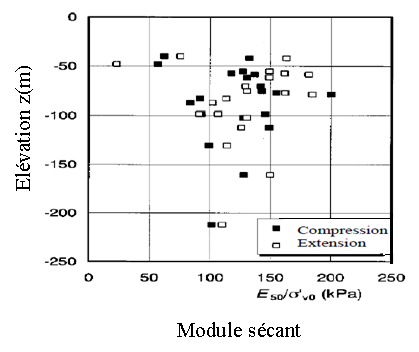 Elévation z(m)
0
-50
-100
-150
-200
-250
0
50
100
150
200
250
Compression
Extension
E50/σ'v0 (kPa)
Module sécant